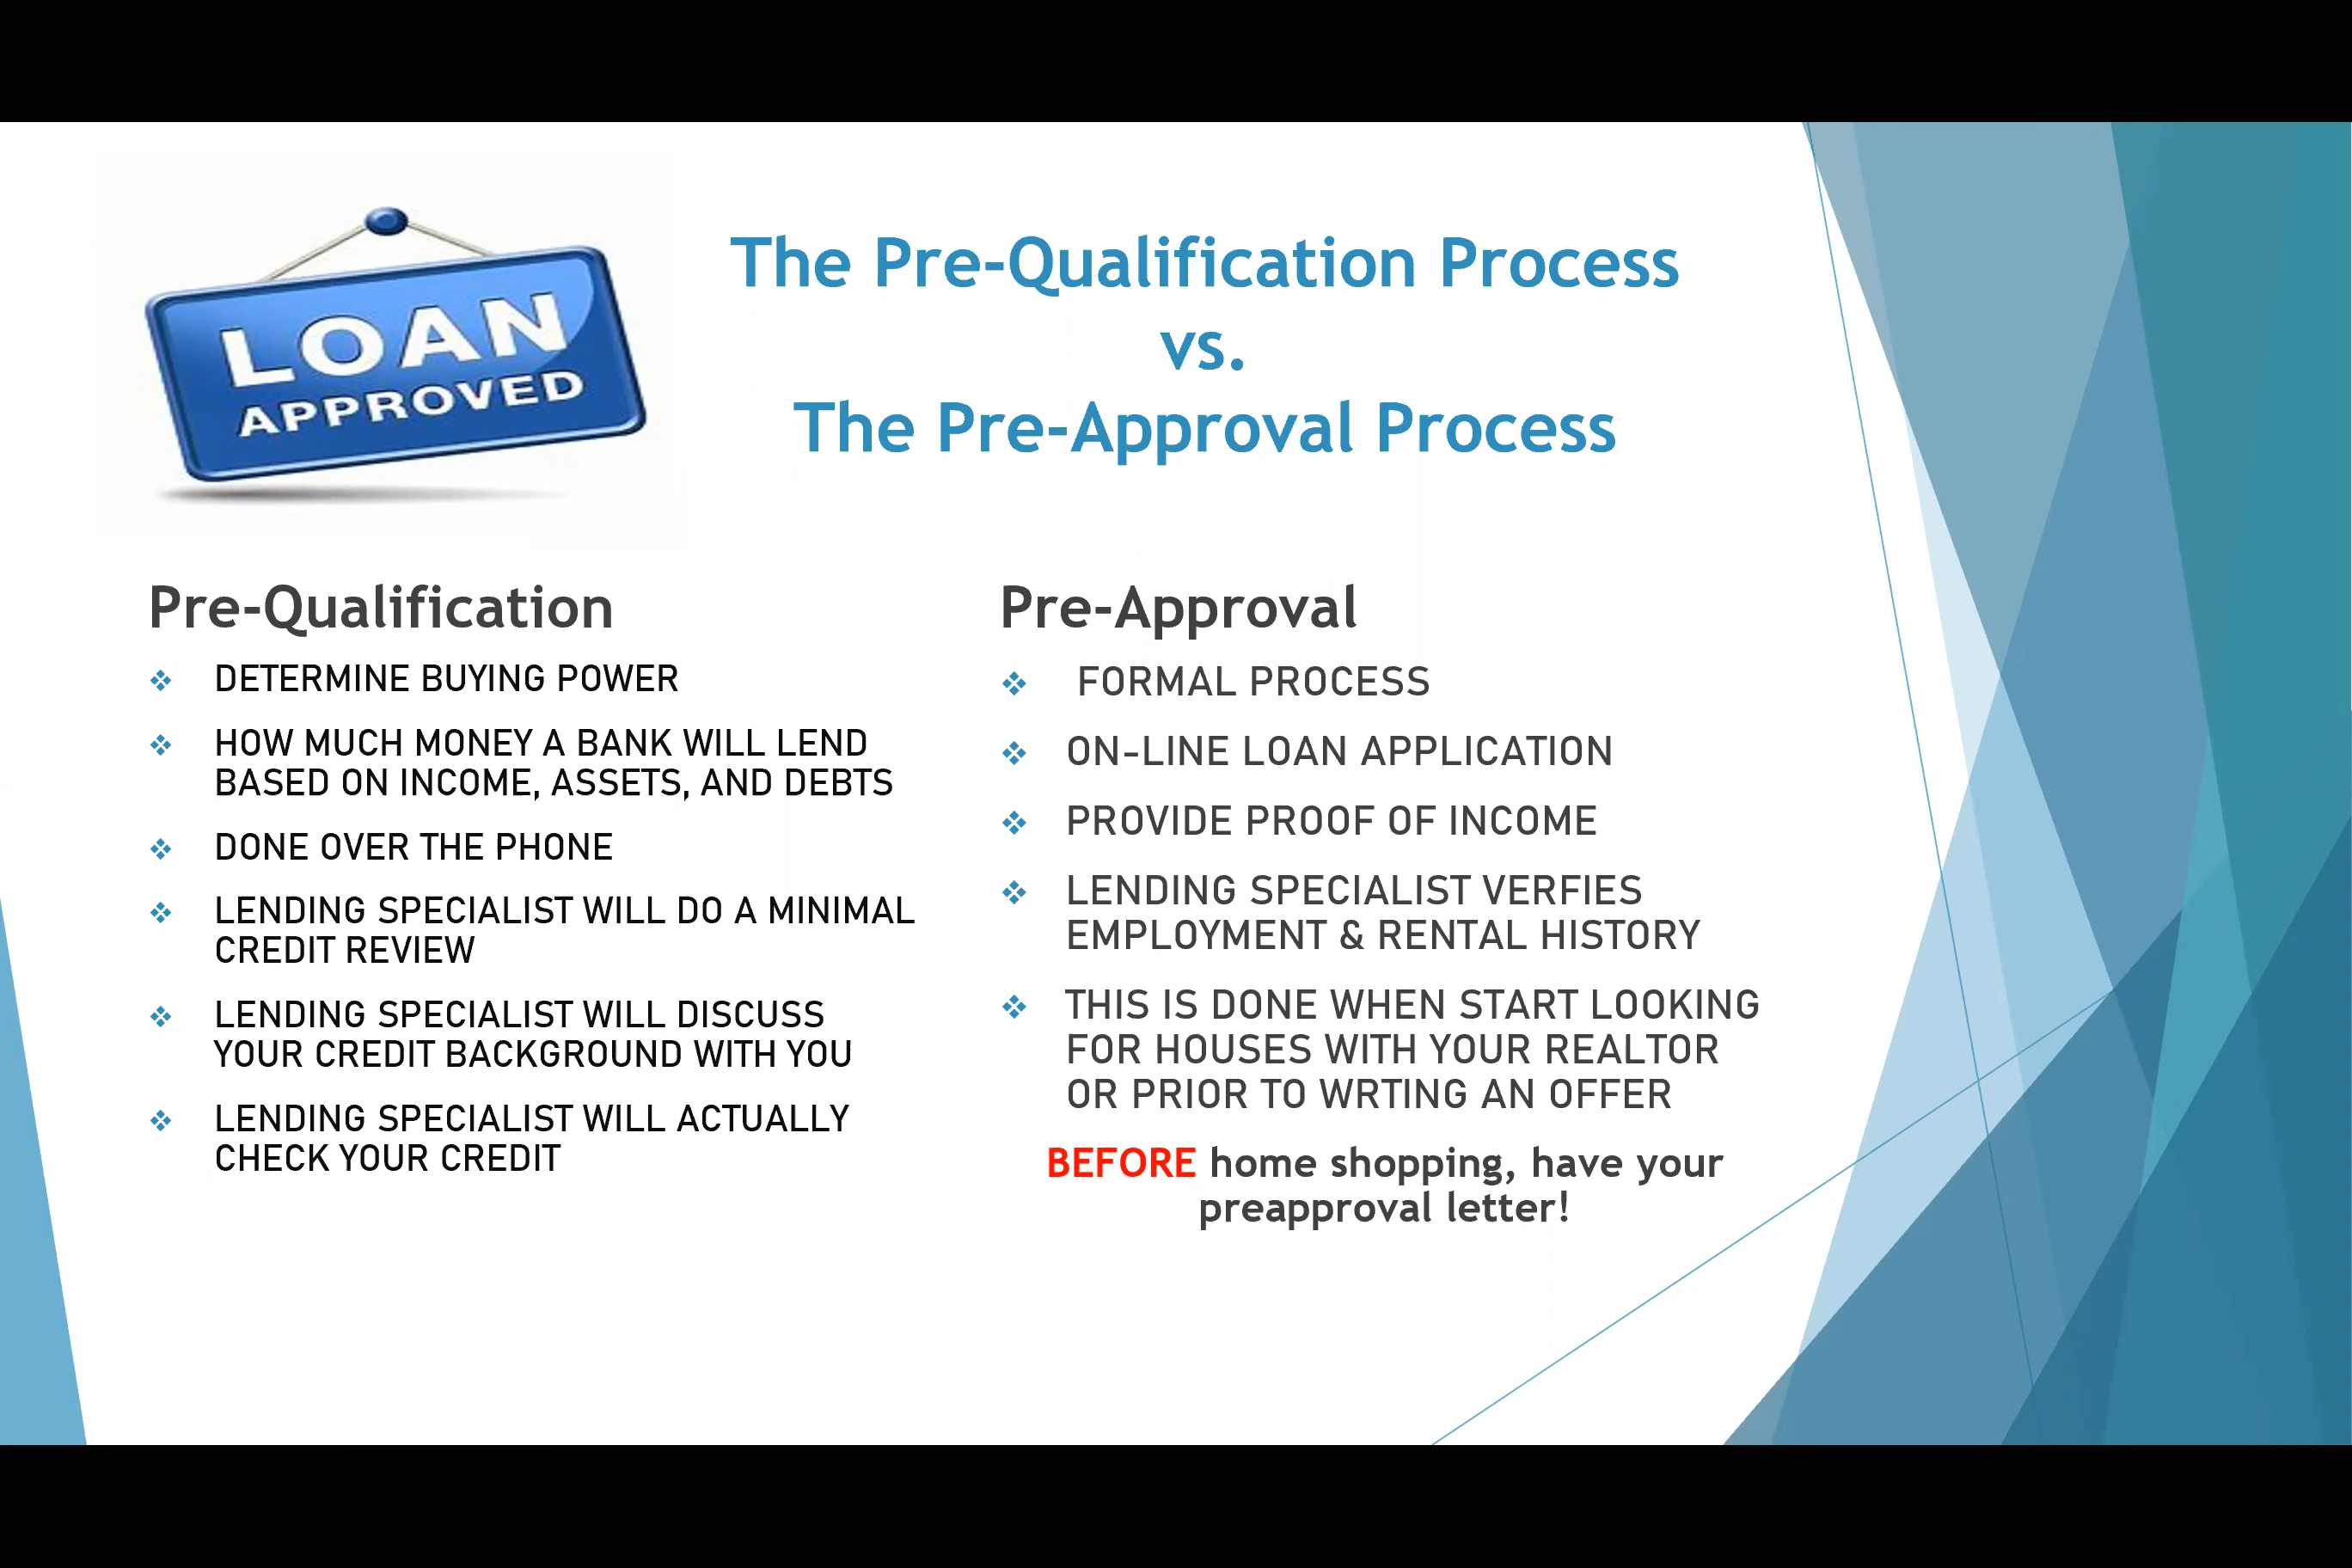 LOAN
APPROVED
The Pre-Qualification Process
vs.
The Pre-Approval Process
Pre-Qualification
DETERMINE BUYING POWER
HOW MUCH MONEY A BANK WILL LEND
BASED ON INCOME, ASSETS, AND DEBTS
DONE OVER THE PHONE
LENDING SPECIALIST WILL DO A MINIMAL
CREDIT REVIEW
LENDING SPECIALIST WILL DISCUSS
YOUR CREDIT BACKGROUND WITH YOU
LENDING SPECIALIST WILL ACTUALLY
CHECK YOUR CREDIT
Pre-Approval
FORMAL PROCESS
ON-LINE LOAN APPLICATION
PROVIDE PROOF OF INCOME
LENDING SPECIALIST VERFIES
EMPLOYMENT & RENTAL HISTORY
THIS IS DONE WHEN START LOOKING
FOR HOUSES WITH YOUR REALTOR
OR PRIOR TO WRTING AN OFFER
BEFORE home shopping, have your
preapproval letter!